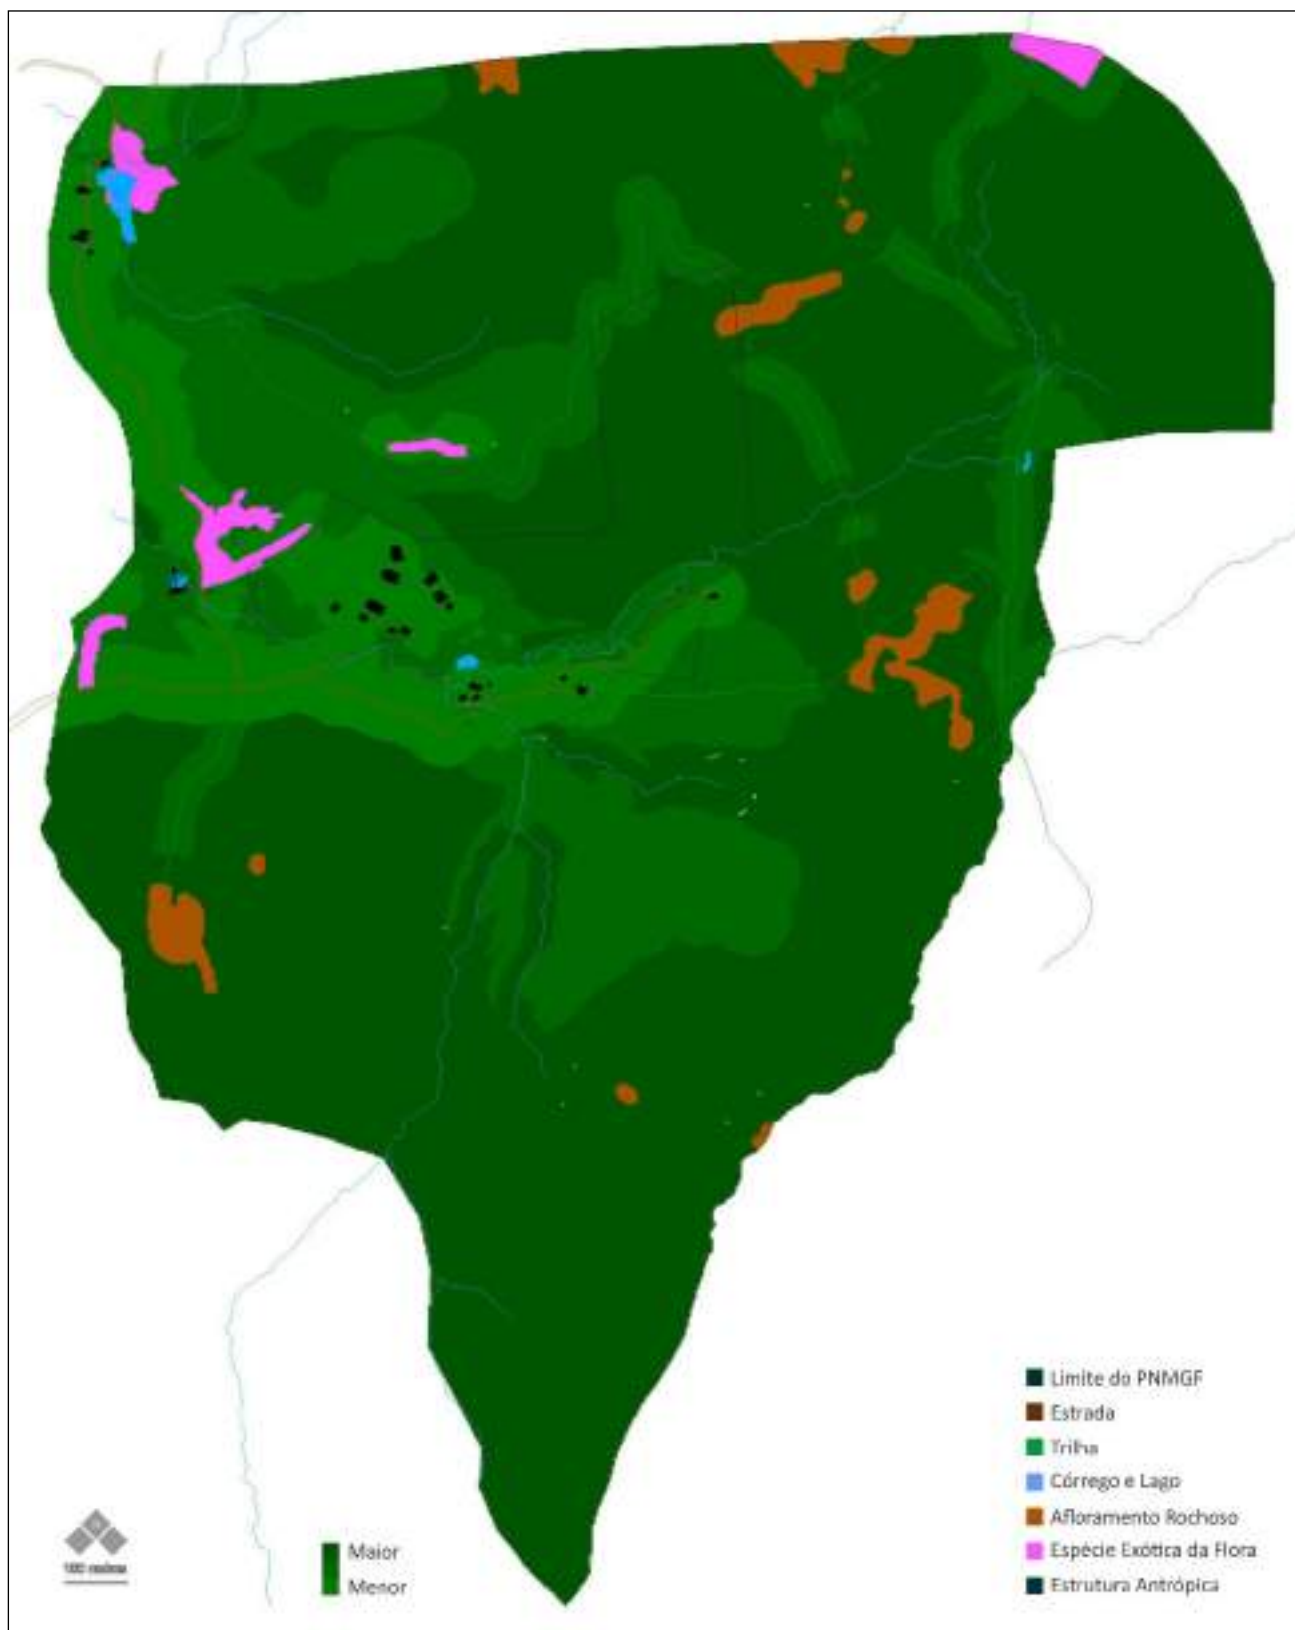 Limite do PNMGF
Estrada
Trilha
Córrego e Lago
Afloramento Rochoso
Espécie Exótica da Flora
Estrutura Antrópica
Maior
Menor